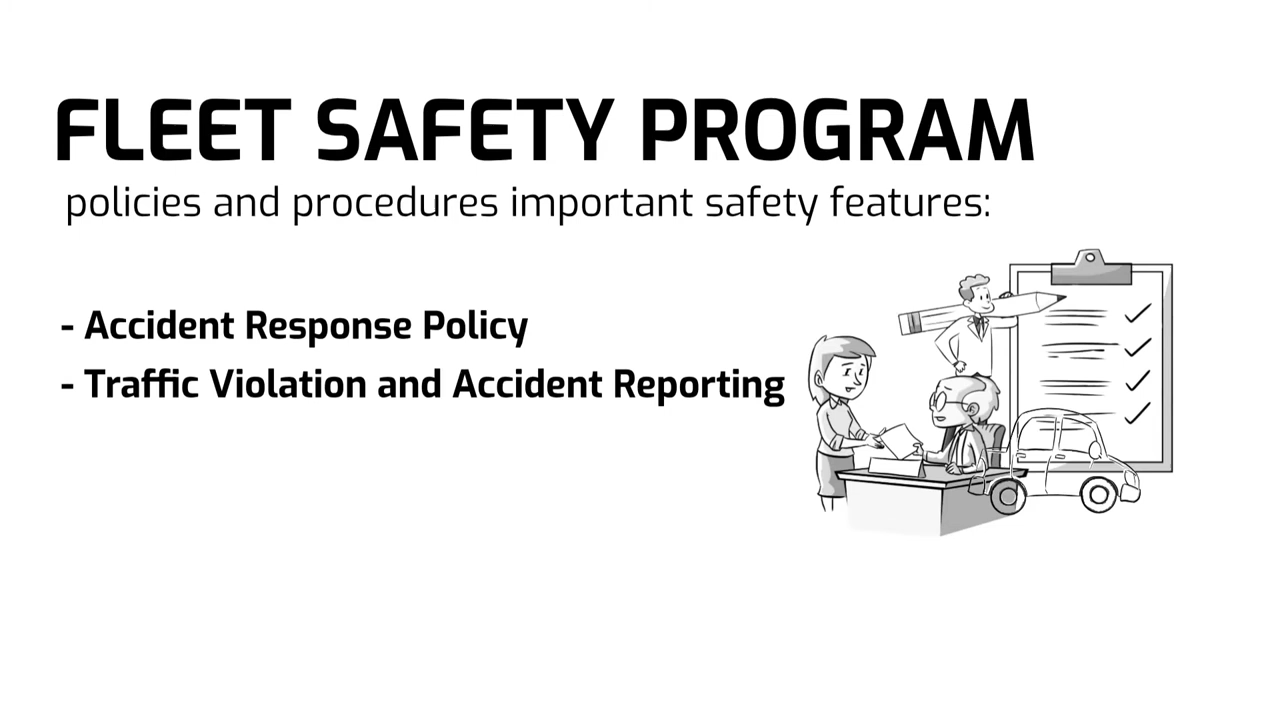 FLEET SAFETY PROGRAM
policies and procedures important safety features:
- Accident Response Policy
- Traffic Violation and Accident Reporting